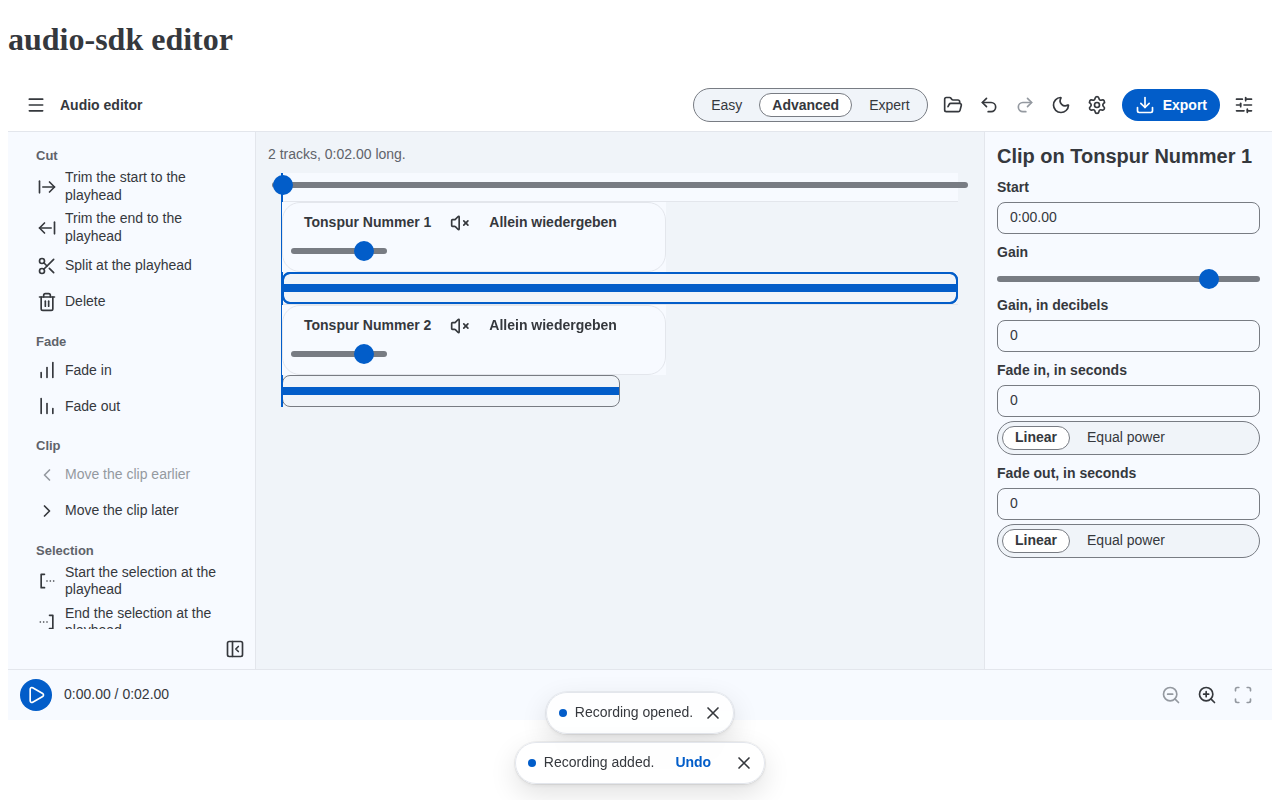 audio-sdk editor
Audio editor
Easy
Advanced
Expert
Export
Cut
Trim the start to the
playhead
Trim the end to the
playhead
Split at the playhead
Delete
Fade
Fade in
Fade out
Clip
Move the clip earlier
Move the clip later
Selection
Start the selection at the
playhead
End the selection at the
playhead
2 tracks, 0:02.00 long.
Tonspur Nummer 1
Allein wiedergeben
Tonspur Nummer 2
Allein wiedergeben
Clip on Tonspur Nummer 1
Start
0:00.00
Gain
Gain, in decibels
0
Fade in, in seconds
0
Linear
Equal power
Fade out, in seconds
0
Linear
Equal power
0:00.00 / 0:02.00
Recording opened.
Recording added.
Undo